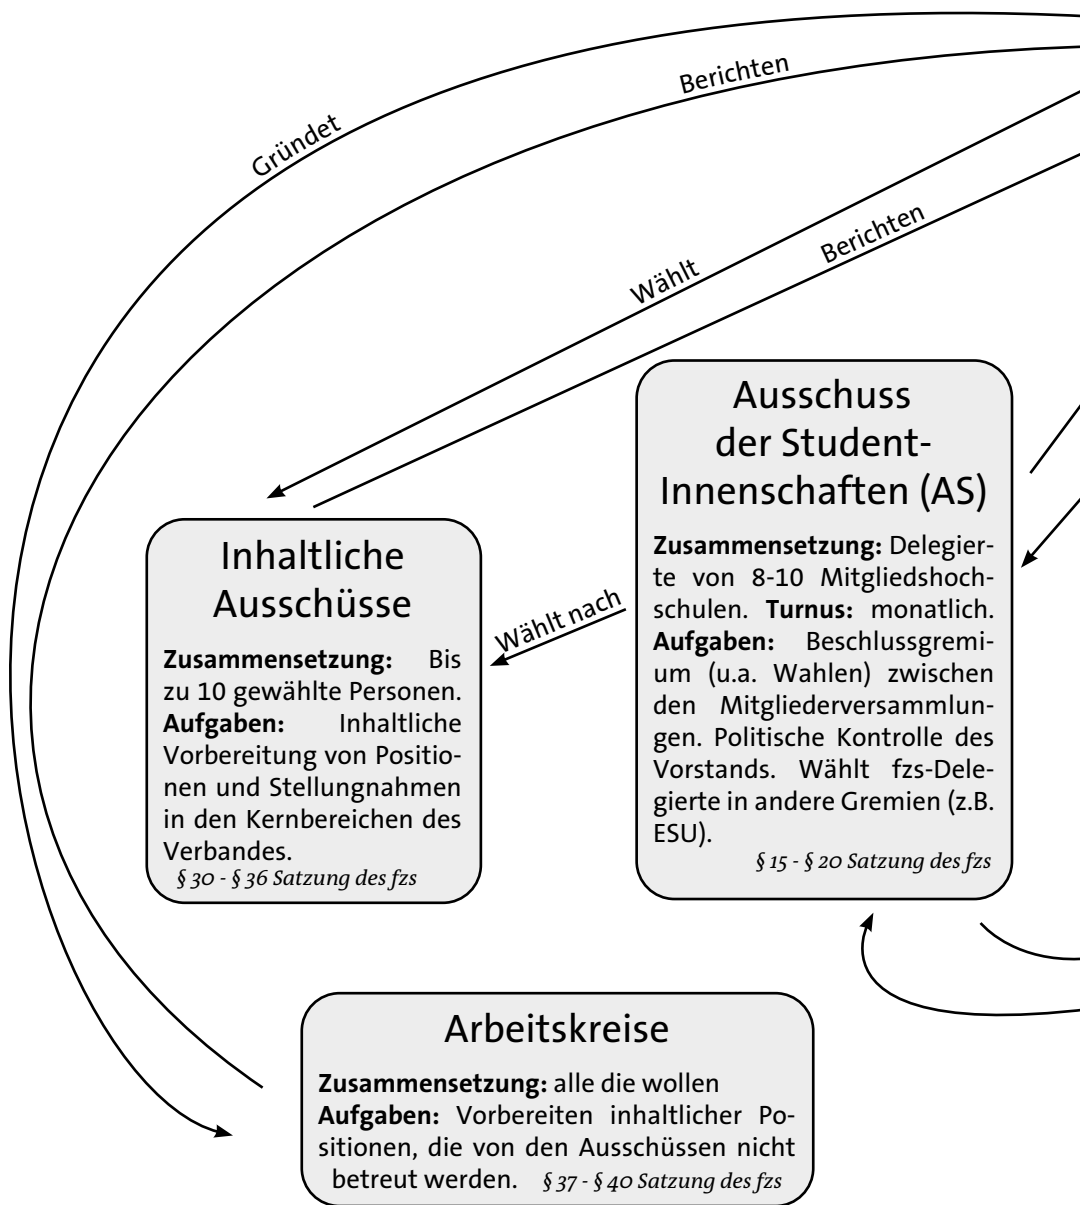 Berichten
Gründet
Berichten
Wählt
Ausschuss
der Student-
Innenschaften (AS)
Zusammensetzung: Delegier-
te von 8-10 Mitgliedshoch-
schulen. Turnus: monatlich.
Aufgaben: Beschlussgremi-
um (u.a. Wahlen) zwischen
den Mitgliederversammlun-
gen. Politische Kontrolle des
Vorstands. Wählt fzs-Dele-
gierte in andere Gremien (z.B.
ESU).
§ 15 - § 20 Satzung des fzs
Wählt nach
Inhaltliche
Ausschüsse
Zusammensetzung: Bis
zu 10 gewählte Personen.
Aufgaben: Inhaltliche
Vorbereitung von Positio-
nen und Stellungnahmen
in den Kernbereichen des
Verbandes.
§ 30 - § 36 Satzung des fzs
Arbeitskreise
Zusammensetzung: alle die wollen
Aufgaben: Vorbereiten inhaltlicher Po-
sitionen, die von den Ausschüssen nicht
betreut werden. § 37 - § 40 Satzung des fzs